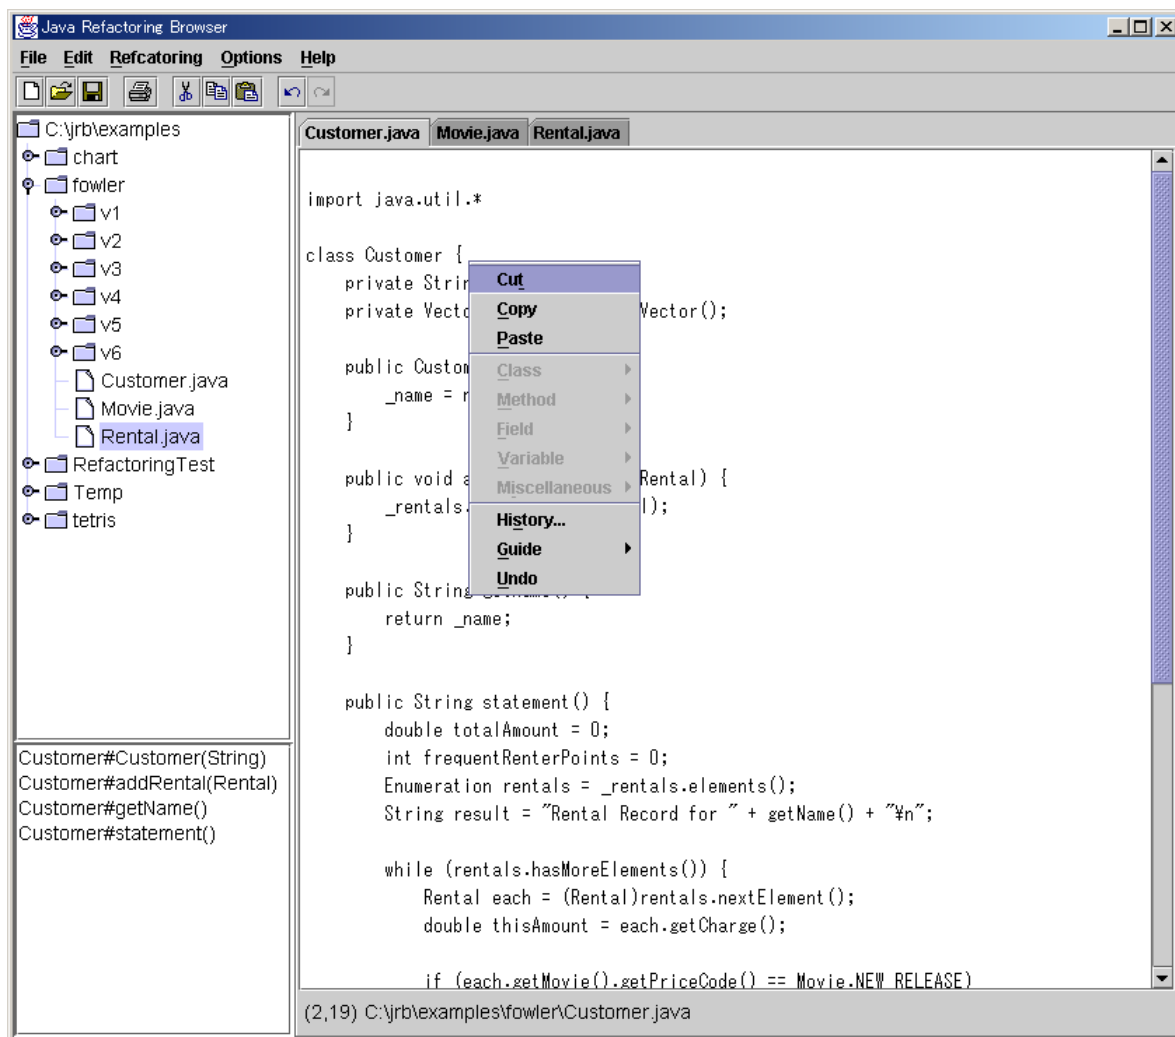 Java Refactoring Browser
File Edit Refcatoring Options Help
C:\jrb\examples
chart
fowler
v1
v2
v3
v4
v5
v6
Customer.java
Movie.java
Rental.java
RefactoringTest
Temp
tetris
Customer#Customer(String)
Customer#addRental(Rental)
Customer#getName()
Customer#statement()
Customer.java Movie.java Rental.java
import java.util.*
class Customer {
private
private Vector();
public
_name =
}
public void Rental) {
_rentals. );
}
public String
return _name;
}
public String statement() {
double totalAmount = 0;
int frequentRenterPoints = 0;
Enumeration rentals = _rentals.elements();
String result = "Rental Record for " + getName() + "¥n";
while (rentals.hasMoreElements()) {
Rental each = (Rental)rentals.nextElement();
double thisAmount = each.getCharge();
if (each.getMovie().getPriceCode() == Movie.NEW_RELEASE)
Cut
Copy
Paste
Class
Method
Field
Variable
Miscellaneous
History...
Guide
Undo
(2,19) C:\jrb\examples\fowler\Customer.java